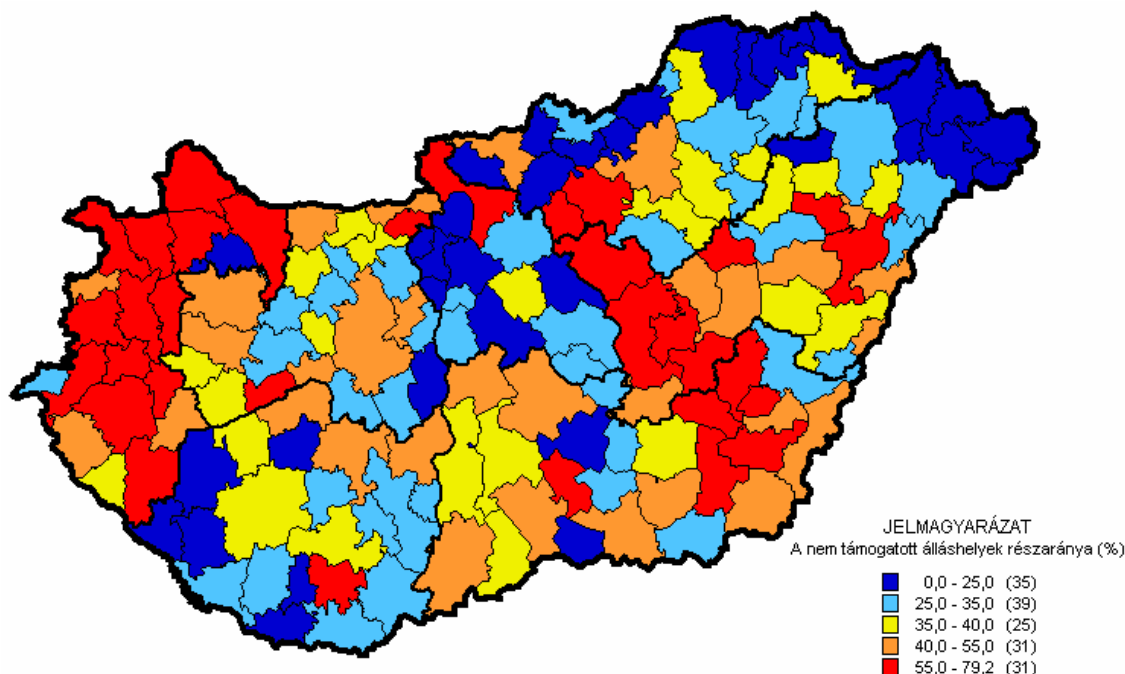 JELMAGYARÁZAT
A nem támogatott álláshelyek részaránya (%)
0,0 - 25,0 (35)
25,0 - 35,0 (39)
35,0 - 40,0 (25)
40,0 - 55,0 (31)
55,0 - 79,2 (31)